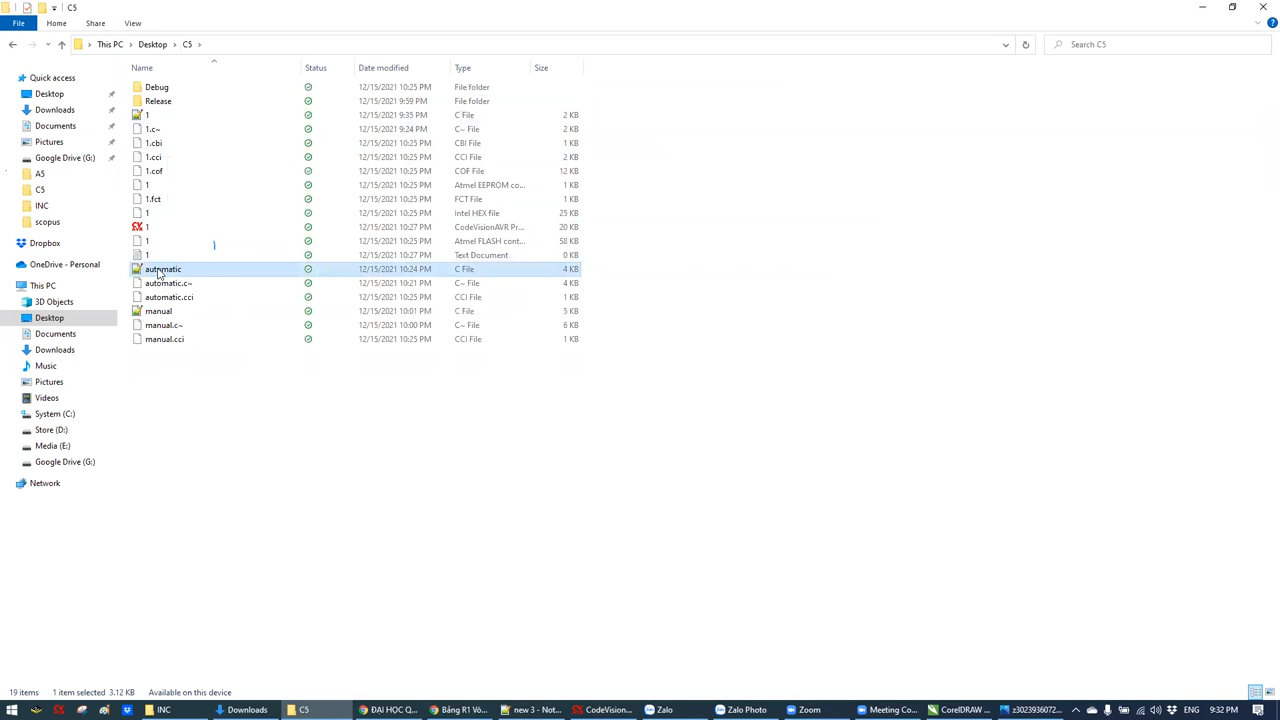 C5
File Home Share View
This PC > Desktop > C5 > Search C5
Name Status Date modified Type Size
Quick access
Desktop
Downloads
Documents
Pictures
Google Drive (G:)
A5
C5
INC
scopus
Dropbox
OneDrive - Personal
This PC
3D Objects
Desktop
Documents
Downloads
Music
Pictures
Videos
System (C:)
Store (D:)
Media (E:)
Google Drive (G:)
Network
Debug 12/15/2021 10:25 PM File folder
Release 12/15/2021 9:59 PM File folder
1 12/15/2021 9:35 PM C File 2 KB
1.c~ 12/15/2021 9:24 PM C~ File 2 KB
1.cbi 12/15/2021 10:25 PM CBI File 1 KB
1.cci 12/15/2021 10:25 PM CCI File 2 KB
1.cof 12/15/2021 10:25 PM COF File 12 KB
1 12/15/2021 10:25 PM Atmel EEPROM co... 1 KB
1.fct 12/15/2021 10:25 PM FCT File 1 KB
1 12/15/2021 10:25 PM Intel HEX file 25 KB
1 12/15/2021 10:27 PM CodeVisionAVR Pr... 20 KB
1 12/15/2021 10:25 PM Atmel FLASH cont... 58 KB
1 12/15/2021 10:27 PM Text Document 0 KB
automatic 12/15/2021 10:24 PM C File 4 KB
automatic.c~ 12/15/2021 10:21 PM C~ File 4 KB
automatic.cci 12/15/2021 10:25 PM CCI File 1 KB
manual 12/15/2021 10:01 PM C File 5 KB
manual.c~ 12/15/2021 10:00 PM C~ File 6 KB
manual.cci 12/15/2021 10:25 PM CCI File 1 KB
19 items 1 item selected 3.12 KB Available on this device
INC Downloads C5 ĐẠI HỌC Q... Bảng R1 Vò... new 3 - Not... CodeVision... Zalo Zalo Photo Zoom Meeting Co... CorelDRAW ... z3023936072... 9:32 PM